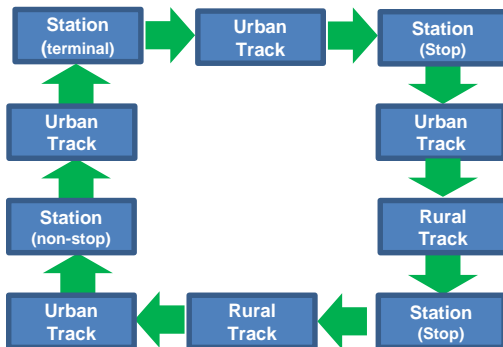 Station
(terminal)
Urban
Track
Station
(Stop)
Urban
Track
Urban
Track
Station
(non-stop)
Rural
Track
Urban
Track
Rural
Track
Station
(Stop)